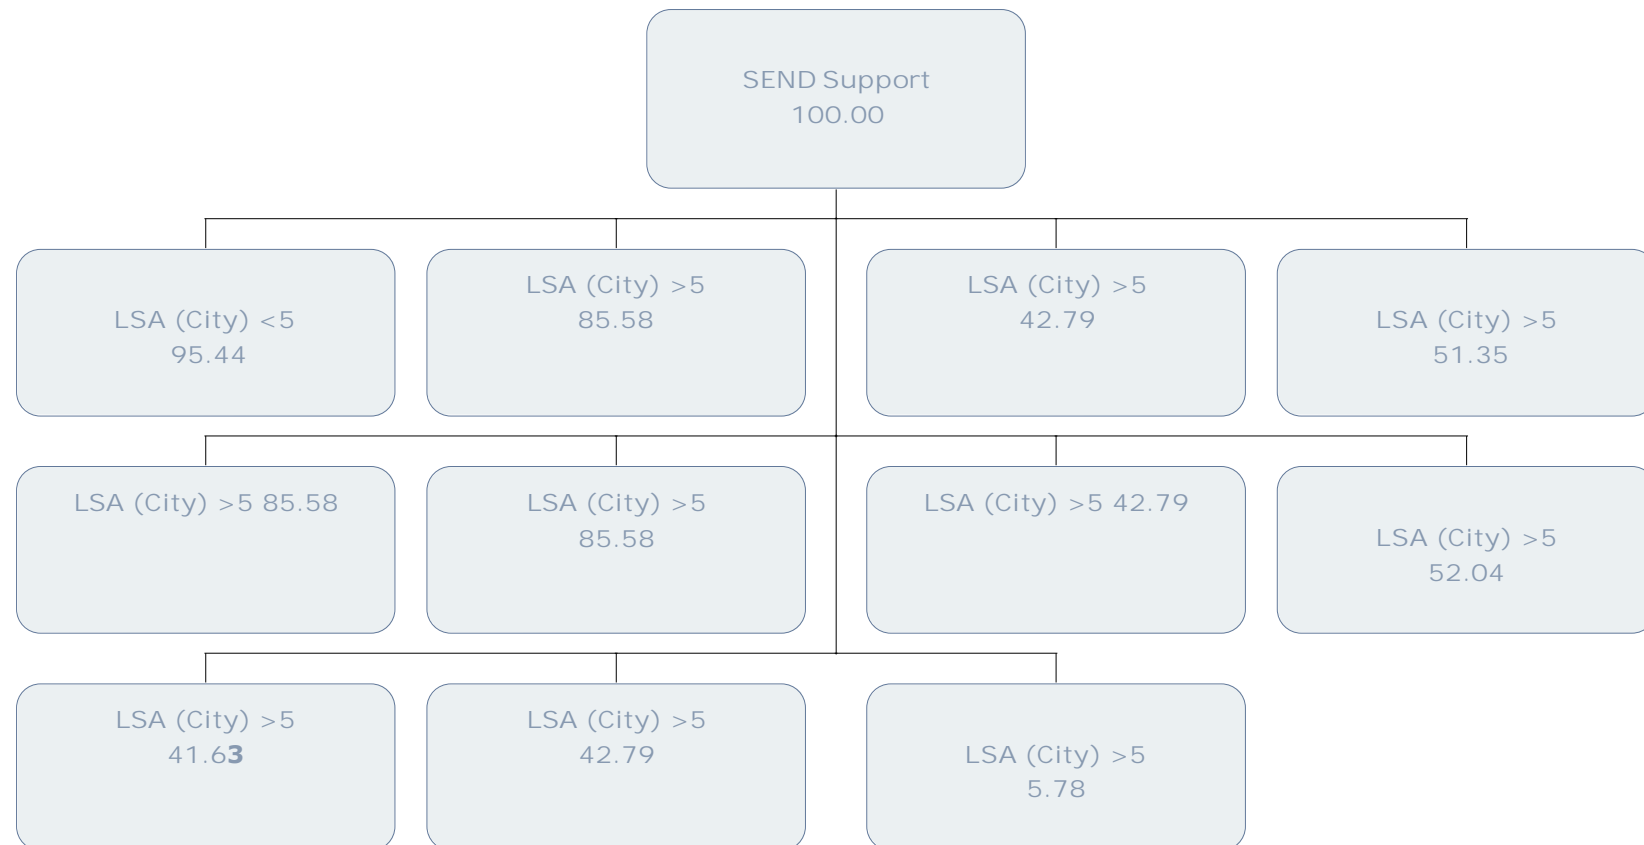 SEND Support
100.00
LSA (City) <5
95.44
LSA (City) >5
85.58
LSA (City) >5
42.79
LSA (City) >5
51.35
LSA (City) >5 85.58
LSA (City) >5
85.58
LSA (City) >5 42.79
LSA (City) >5
52.04
LSA (City) >5
41.63
LSA (City) >5
42.79
LSA (City) >5
5.78